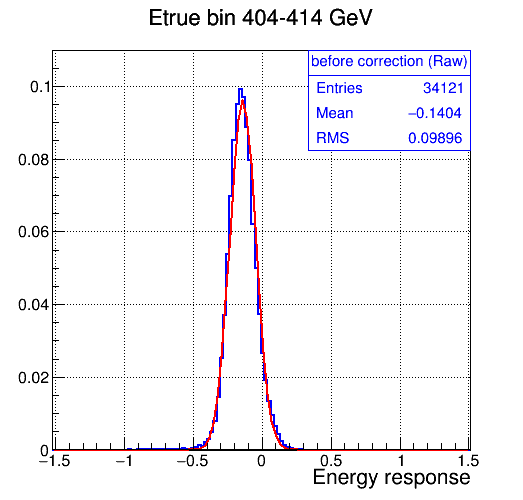 Etrue bin 404-414 GeV
before correction (Raw)
Entries 34121
Mean −0.1404
RMS 0.09896
0.1
0.08
0.06
0.04
0.02
0
−1.5 −1 −0.5 0 0.5 1 1.5
Energy response